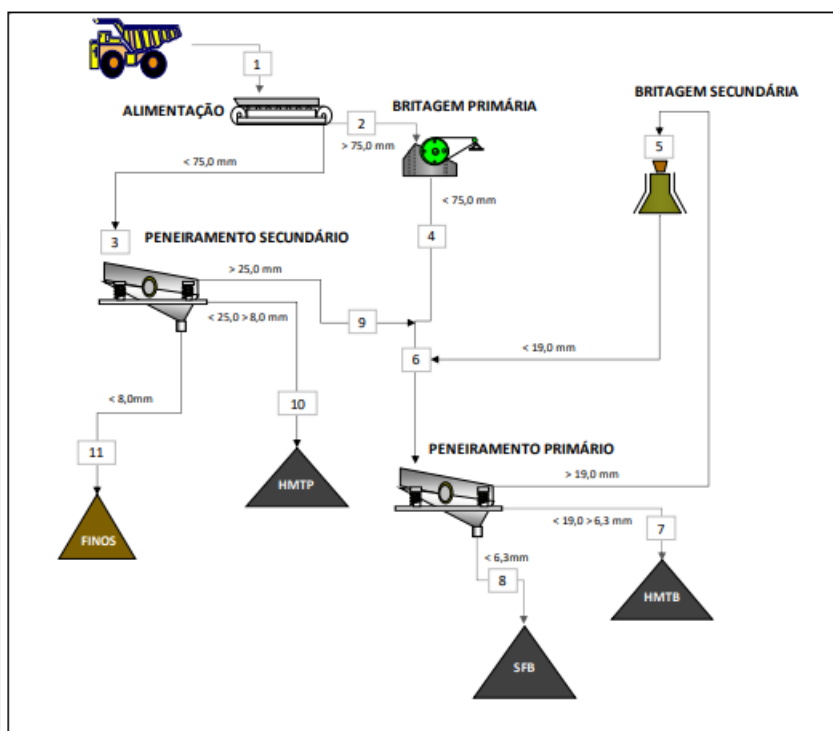 1
ALIMENTAÇÃO
2
> 75,0 mm
BRITAGEM PRIMÁRIA
BRITAGEM SECUNDÁRIA
5
< 75,0 mm
< 75,0 mm
3
PENEIRAMENTO SECUNDÁRIO
4
> 25,0 mm
< 25,0 > 8,0 mm
9
6
< 19,0 mm
< 8,0mm
10
11
HMTP
FINOS
PENEIRAMENTO PRIMÁRIO
> 19,0 mm
< 19,0 > 6,3 mm
7
< 6,3mm
8
HMTB
SFB